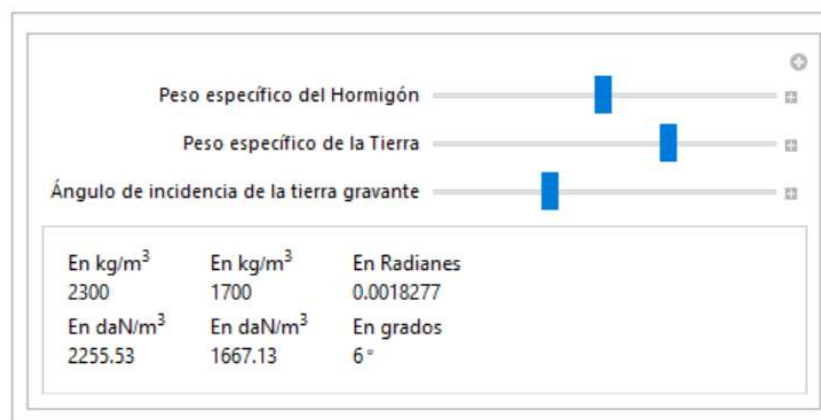 Peso específico del Hormigón
Peso específico de la Tierra
Ángulo de incidencia de la tierra gravante
En kg/m³ En kg/m³ En Radianes
2300 1700 0.0018277
En daN/m³ En daN/m³ En grados
2255.53 1667.13 6°